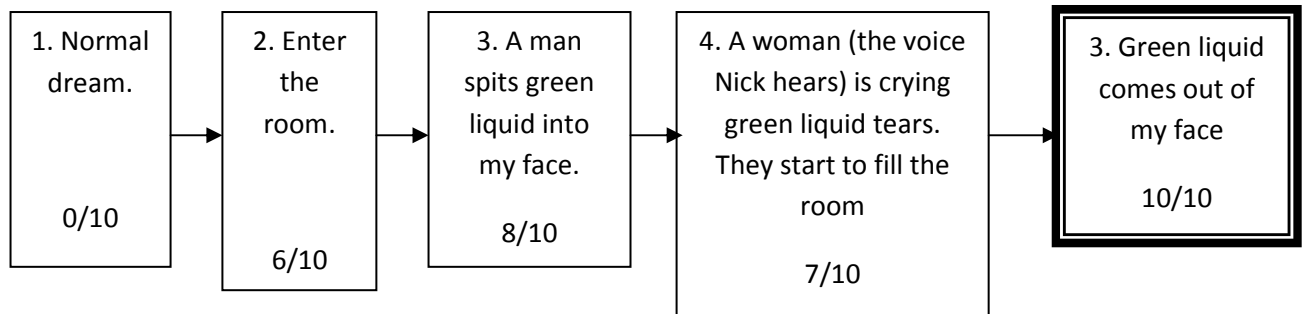 1. Normal
dream.
0/10
2. Enter
the
room.
6/10
3. A man
spits green
liquid into
my face.
8/10
4. A woman (the voice
Nick hears) is crying
green liquid tears.
They start to fill the
room
7/10
3. Green liquid
comes out of
my face
10/10